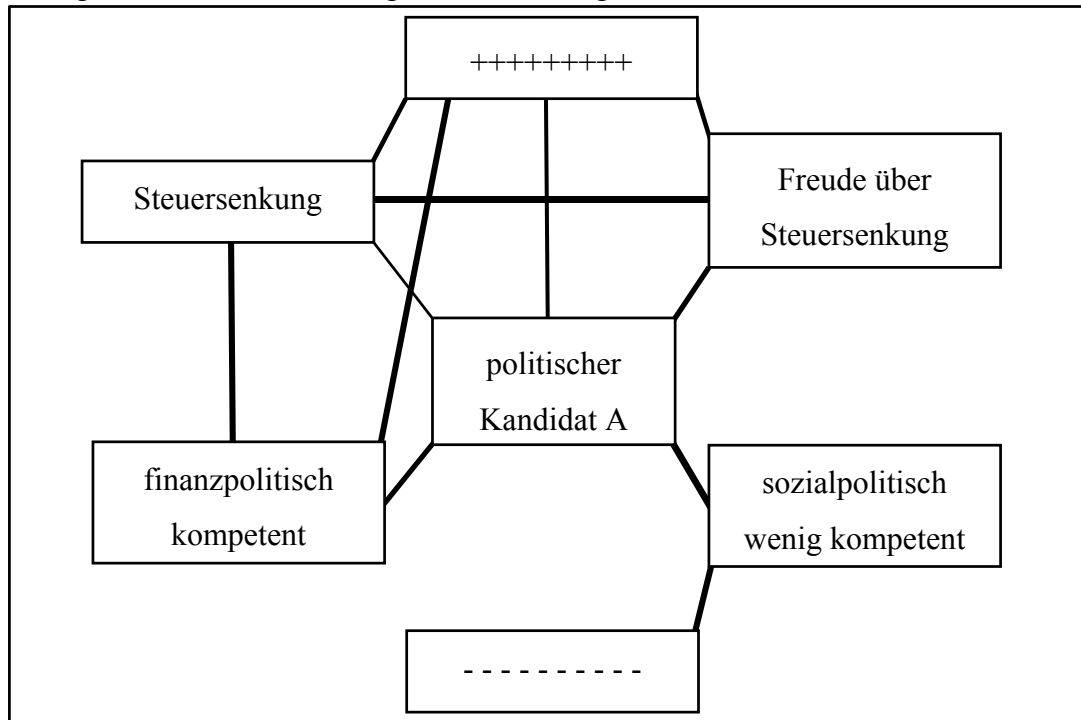 +++++++++
Steuersenkung
Freude über
Steuersenkung
politischer
Kandidat A
finanzpolitisch
kompetent
sozialpolitisch
wenig kompetent
- - - - - - - - - -